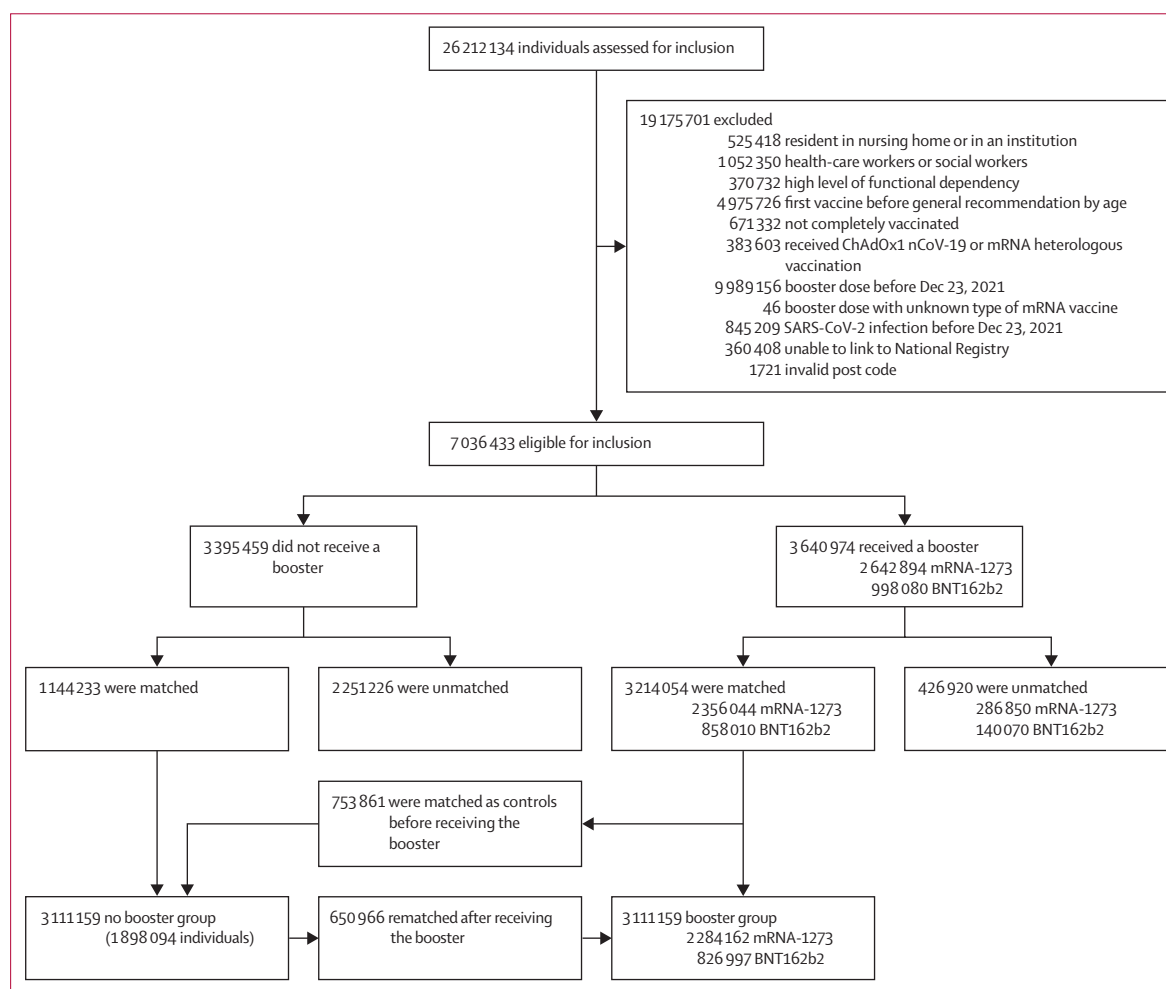 26 212 134 individuals assessed for inclusion
19 175 701 excluded
525 418 resident in nursing home or in an institution
1 052 350 health-care workers or social workers
370 732 high level of functional dependency
4 975 726 first vaccine before general recommendation by age
671 332 not completely vaccinated
383 603 received ChAdOx1 nCoV-19 or mRNA heterologous
vaccination
9 989 156 booster dose before Dec 23, 2021
46 booster dose with unknown type of mRNA vaccine
845 209 SARS-CoV-2 infection before Dec 23, 2021
360 408 unable to link to National Registry
1721 invalid post code
7 036 433 eligible for inclusion
3 395 459 did not receive a
booster
3 640 974 received a booster
2 642 894 mRNA-1273
998 080 BNT162b2
1 144 233 were matched
2 251 226 were unmatched
3 214 054 were matched
2 356 044 mRNA-1273
858 010 BNT162b2
426 920 were unmatched
286 850 mRNA-1273
140 070 BNT162b2
753 861 were matched as controls
before receiving the
booster
3 111 159 no booster group
(1 898 094 individuals)
650 966 rematched after receiving
the booster
3 111 159 booster group
2 284 162 mRNA-1273
826 997 BNT162b2